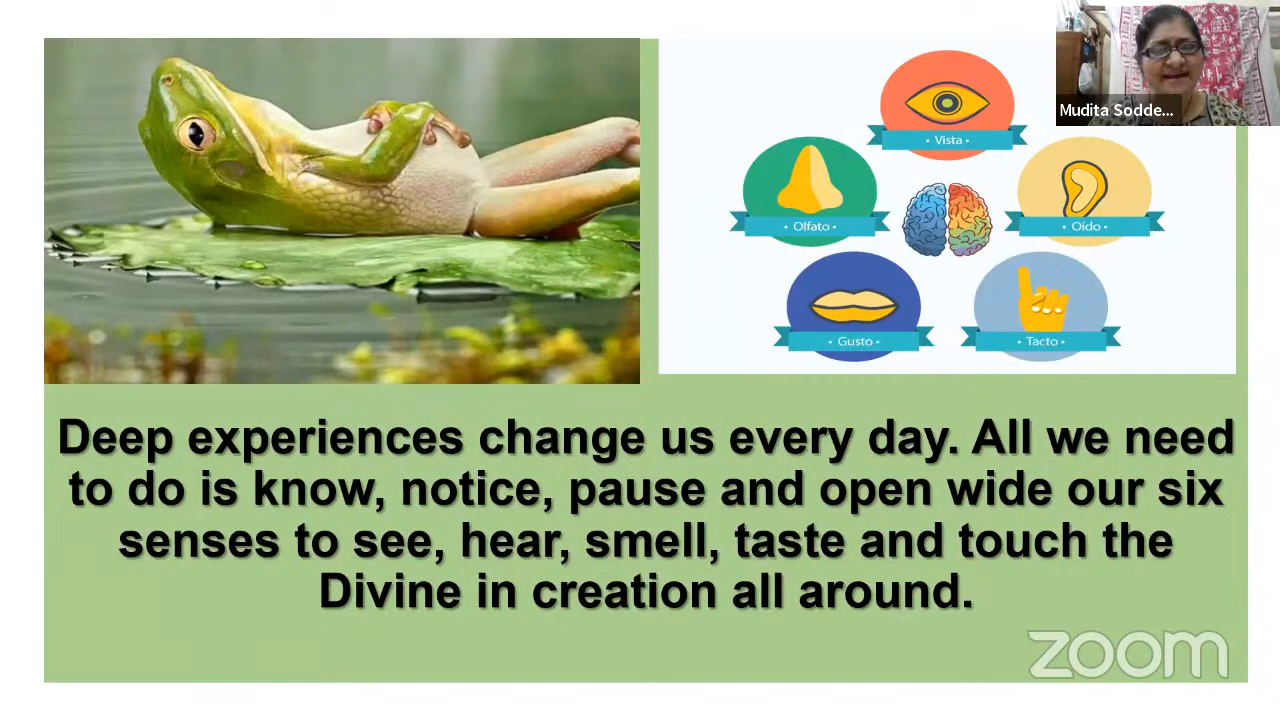 Mudita Sodde...
• Vista •
• Olfato •
• Oído •
• Gusto •
• Tacto •
Deep experiences change us every day. All we need
to do is know, notice, pause and open wide our six
senses to see, hear, smell, taste and touch the
Divine in creation all around.
zoom